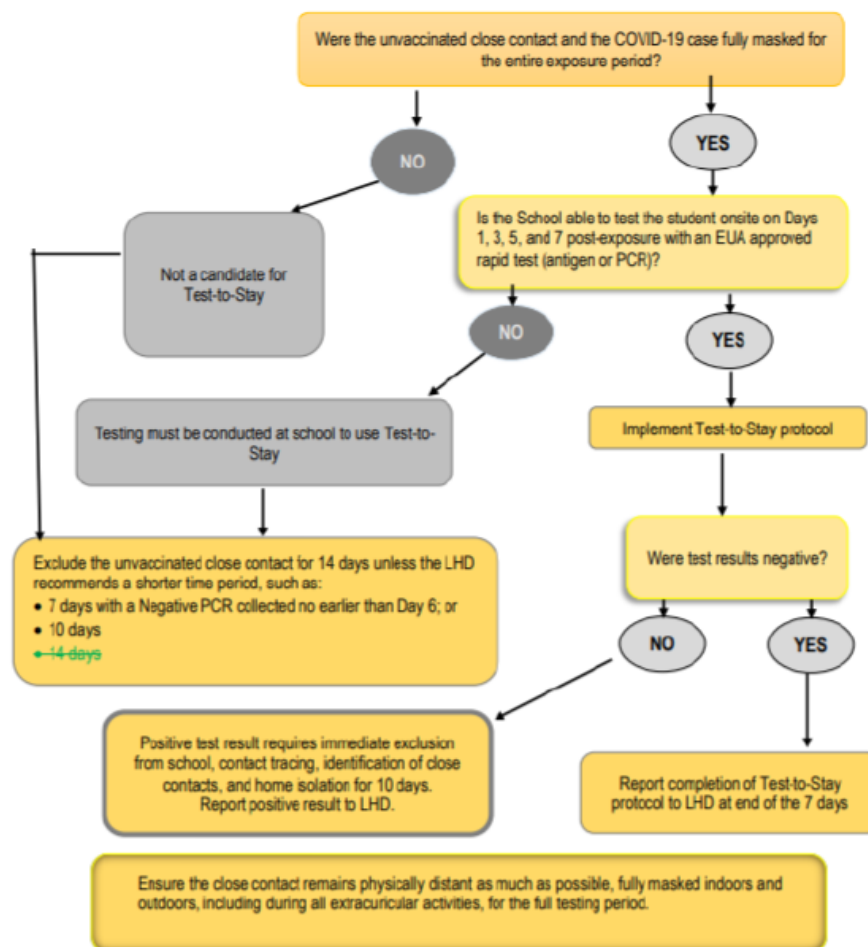 Were the unvaccinated close contact and the COVID-19 case fully masked for
the entire exposure period?
NO
YES
Not a candidate for
Test-to-Stay
Is the School able to test the student onsite on Days
1, 3, 5, and 7 post-exposure with an EUA approved
rapid test (antigen or PCR)?
NO
YES
Testing must be conducted at school to use Test-to-
Stay
Implement Test-to-Stay protocol
Exclude the unvaccinated close contact for 14 days unless the LHD
recommends a shorter time period, such as:
• 7 days with a Negative PCR collected no earlier than Day 6; or
• 10 days
• 14 days
Were test results negative?
NO
YES
Positive test result requires immediate exclusion
from school, contact tracing, identification of close
contacts, and home isolation for 10 days.
Report positive result to LHD.
Report completion of Test-to-Stay
protocol to LHD at end of the 7 days
Ensure the close contact remains physically distant as much as possible, fully masked indoors and
outdoors, including during all extracuricular activities, for the full testing period.